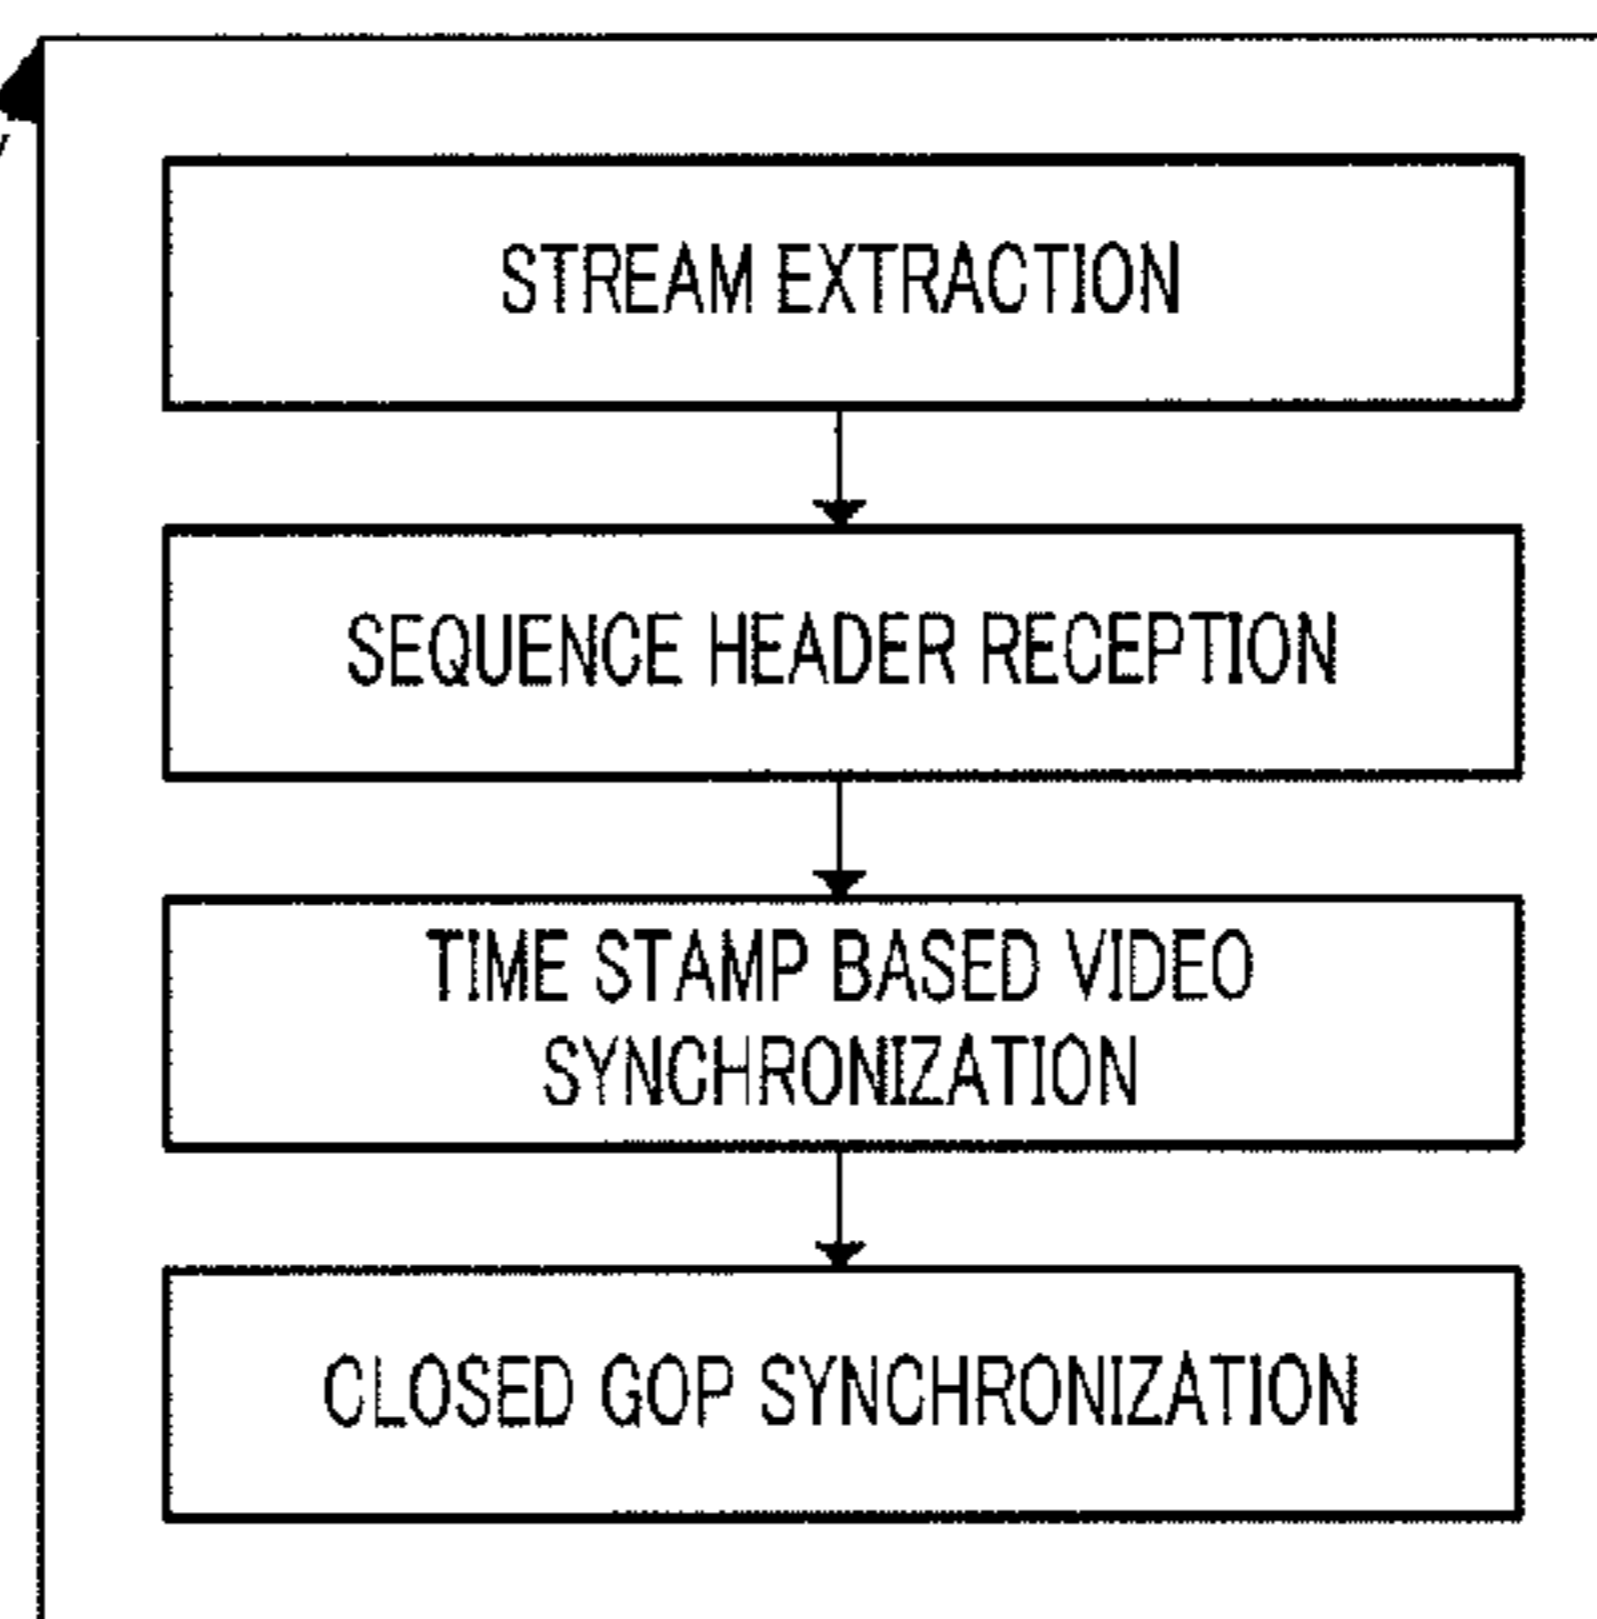 STREAM EXTRACTION
SEQUENCE HEADER RECEPTION
TIME STAMP BASED VIDEO
SYNCHRONIZATION
CLOSED GOP SYNCHRONIZATION